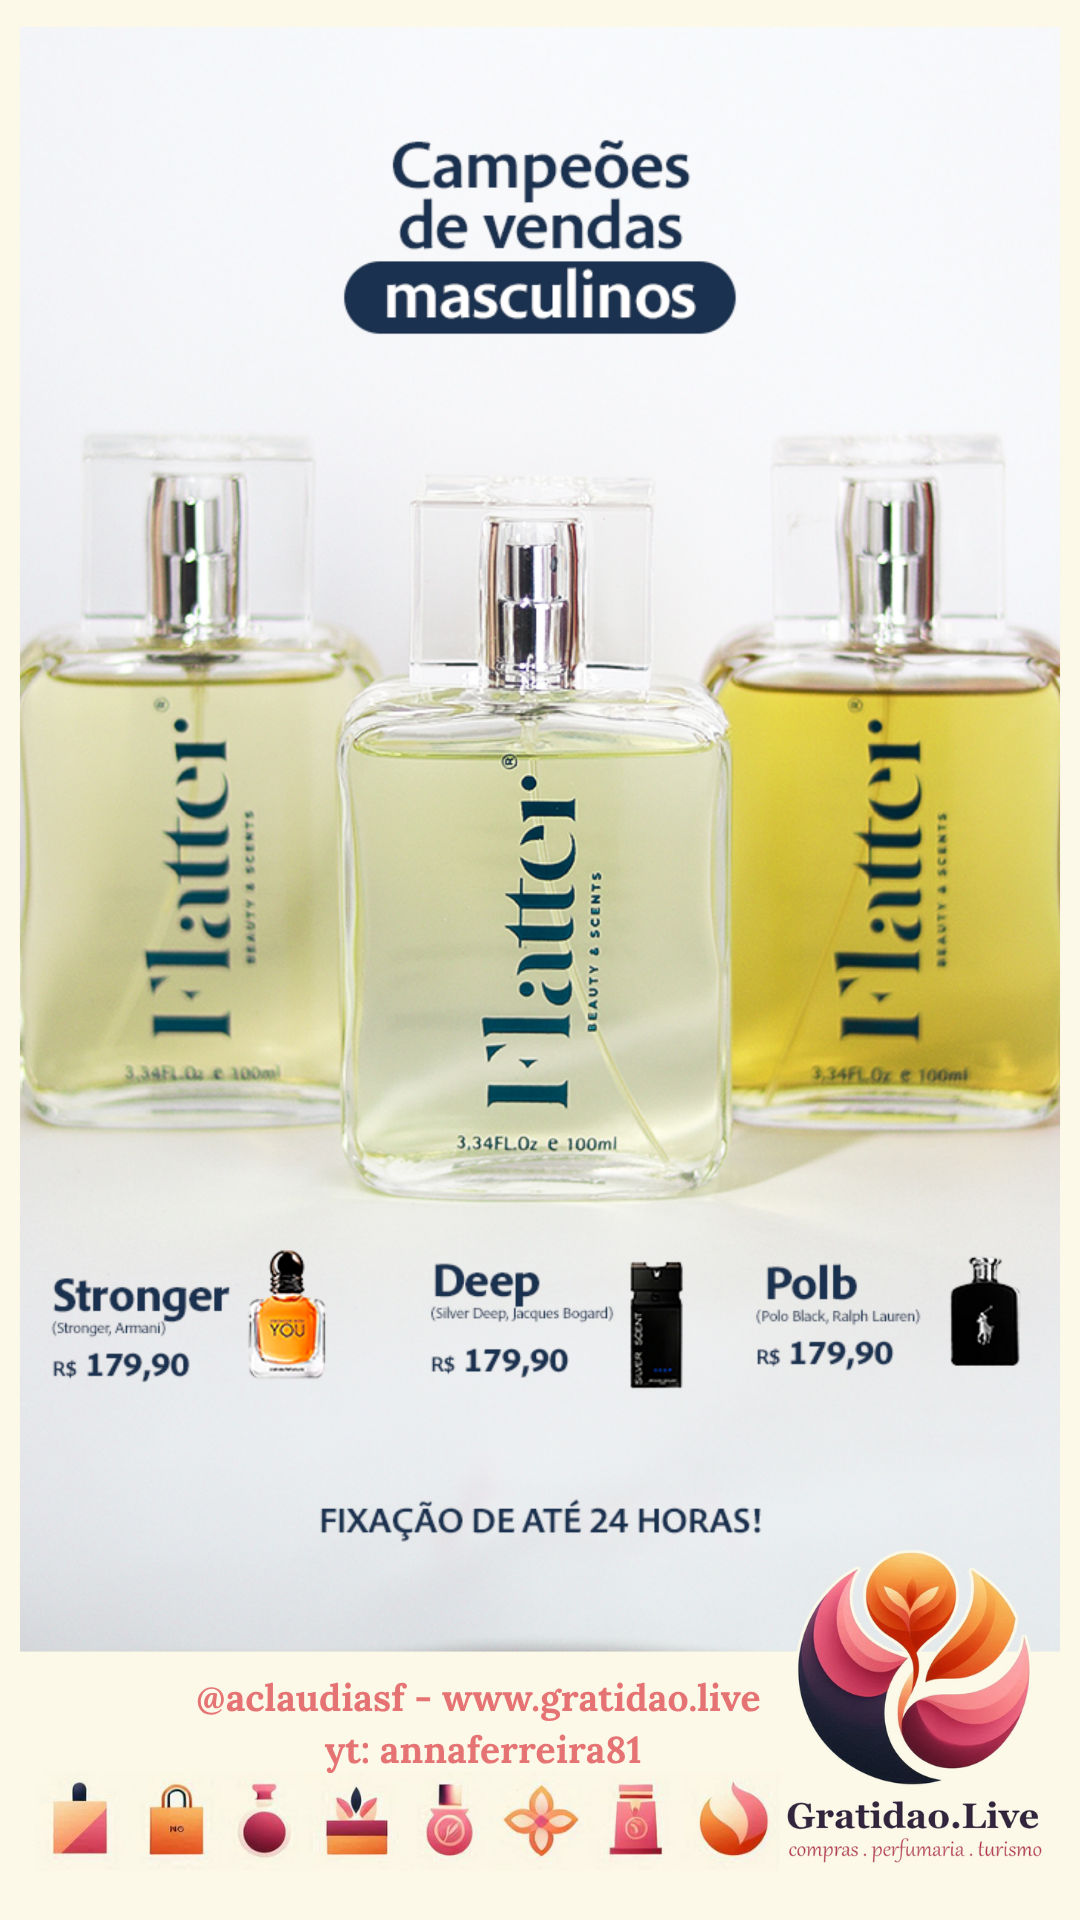 Campeões
de vendas
masculinos
Flatter®
BEAUTY & SCENTS
3,34FL.Oz e 100ml
Flatter®
BEAUTY & SCENTS
3,34FL.Oz e 100ml
Flatter®
BEAUTY & SCENTS
3,34FL.Oz e 100ml
Stronger
(Stronger, Armani)
R$ 179,90
YOU
Deep
(Silver Deep, Jacques Bogard)
R$ 179,90
SILVER SCENT
DEEP
Polb
(Polo Black, Ralph Lauren)
R$ 179,90
FIXAÇÃO DE ATÉ 24 HORAS!
@aclaudiasf - www.gratidao.live
yt: annaferreira81
Gratidao.Live
compras . perfumaria . turismo